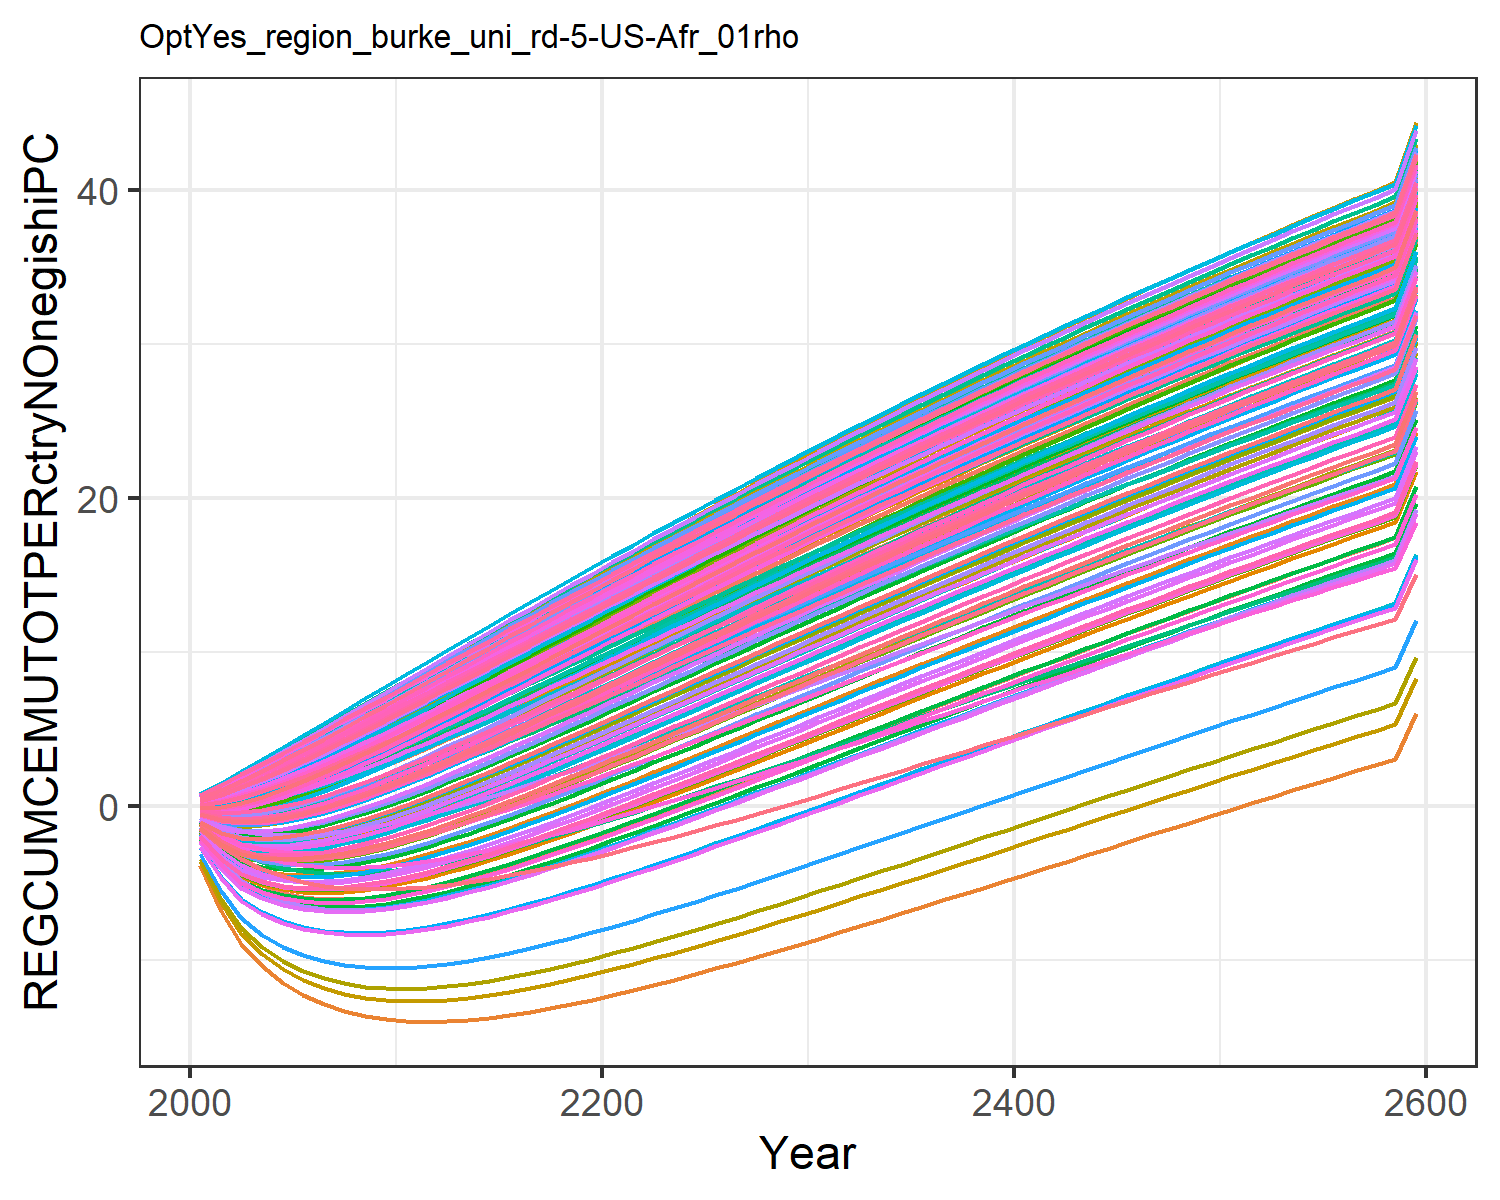 OptYes_region_burke_uni_rd-5-US-Afr_01rho
REGCUMCEMUTOTPERctryNOnegishiPC
40
20
0
2000
2200
2400
2600
Year